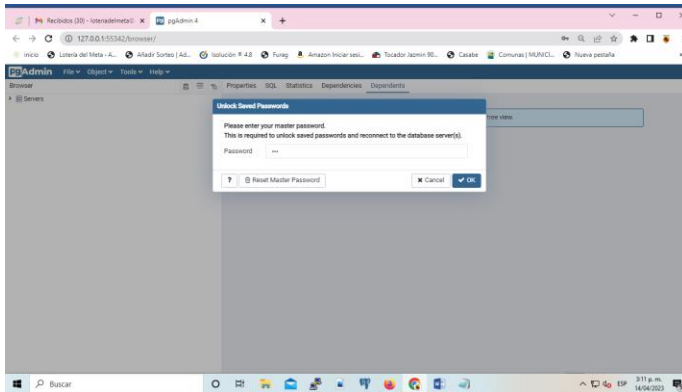 Recibidos (30) - loteriadelmeta@
pgAdmin 4
127.0.0.1:55342/browser/
inicio
Lotería del Meta - A...
Añadir Sorteo | Ad...
Isolución ® 4.8
Furag
Amazon Iniciar sesi...
Tocador Jazmin 90...
Casabe
Comunas | MUNICI...
Nueva pestaña
pgAdmin File Object Tools Help
Browser
Properties SQL Statistics Dependencies Dependents
Servers
tree view.
Unlock Saved Passwords
Please enter your master password.
This is required to unlock saved passwords and reconnect to the database server(s).
Password
? Reset Master Password
Cancel OK
Buscar
ESP
3:11 p. m.
14/04/2023